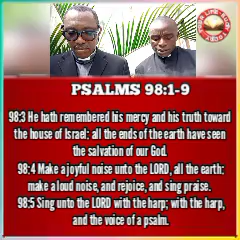 PSALMS 98:1-9
98:3 He hath remembered his mercy and his truth toward
the house of Israel; all the ends of the earth have seen
the salvation of our God.
98:4 Make a joyful noise unto the LORD, all the earth;
make a loud noise, and rejoice, and sing praise.
98:5 Sing unto the LORD with the harp; with the harp,
and the voice of a psalm.